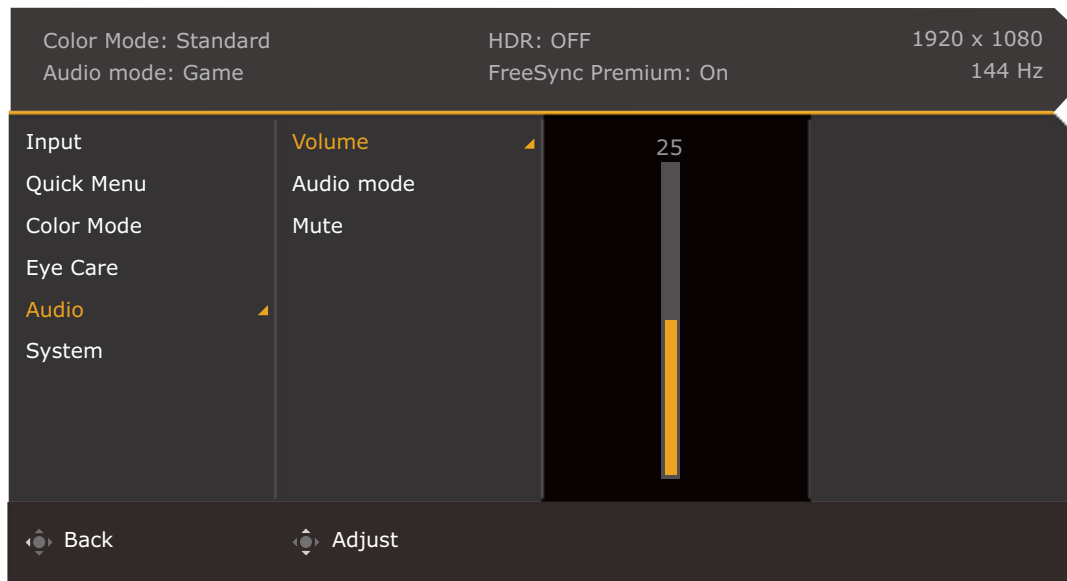 Color Mode: Standard
HDR: OFF
1920 x 1080
Audio mode: Game
FreeSync Premium: On
144 Hz
Input
Quick Menu
Color Mode
Eye Care
Audio
System
Volume
Audio mode
Mute
25
Back
Adjust